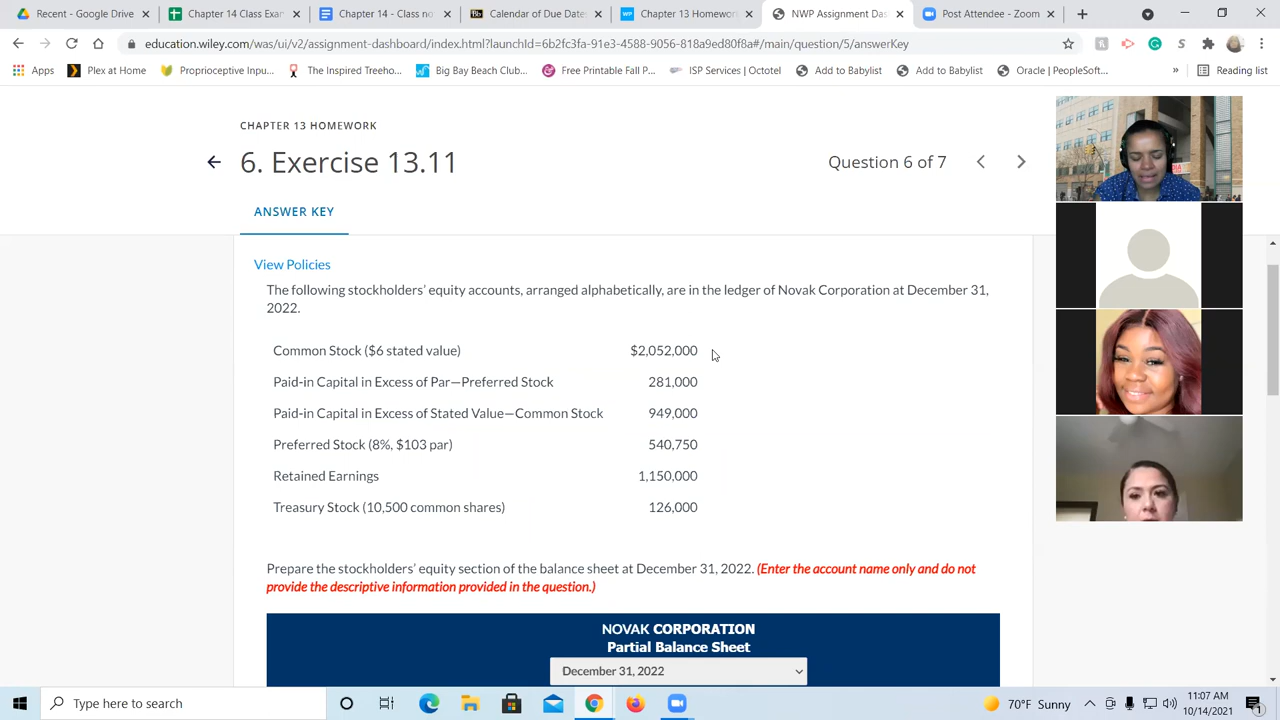 Recent - Google Drive
Chapter 14 - Homewor
Chapter 14 - Class no
Calendar of Due Dates
Chapter 13 Homework
NWP Assignment Das
Post Attendee - Zoom
education.wiley.com/was/ui/v2/assignment-dashboard/index.html?launchId=6b2fc3fa-91e3-4588-9056-818a9cd80f8a#/main/question/5/answerKey
Apps
Plex at Home
Proprioceptive Inpu...
The Inspired Treeho...
Big Bay Beach Club...
Free Printable Fall P...
ISP Services | Octotel
Add to Babylist
Add to Babylist
Oracle | PeopleSoft...
»
Reading list
CHAPTER 13 HOMEWORK
6. Exercise 13.11
Question 6 of 7
ANSWER KEY
View Policies
The following stockholders' equity accounts, arranged alphabetically, are in the ledger of Novak Corporation at December 31,
2022.
Common Stock ($6 stated value) $2,052,000
Paid-in Capital in Excess of Par—Preferred Stock 281,000
Paid-in Capital in Excess of Stated Value—Common Stock 949,000
Preferred Stock (8%, $103 par) 540,750
Retained Earnings 1,150,000
Treasury Stock (10,500 common shares) 126,000
Prepare the stockholders' equity section of the balance sheet at December 31, 2022. (Enter the account name only and do not
provide the descriptive information provided in the question.)
NOVAK CORPORATION
Partial Balance Sheet
December 31, 2022
Type here to search
70°F Sunny
11:07 AM
10/14/2021